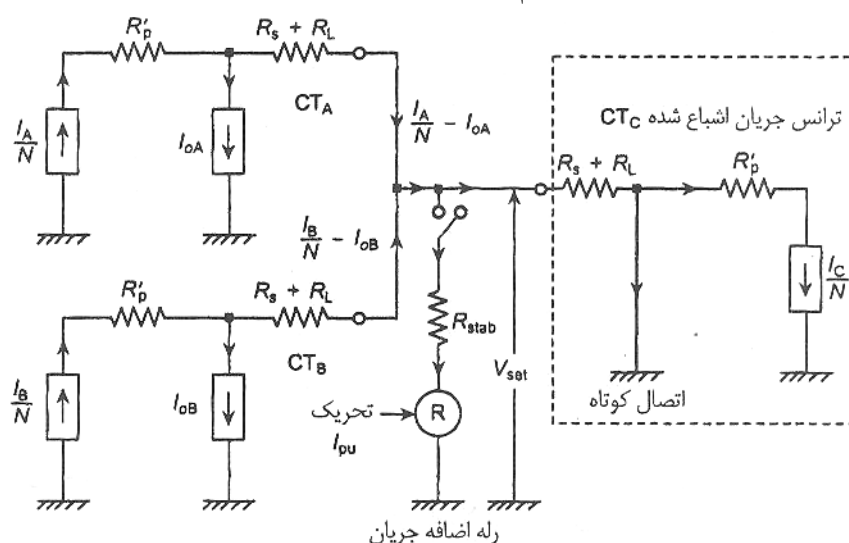 R'p
Rs + RL
CTA
IA/N
IoA
IA/N - IoA
ترانس جریان اشباع شده CTC
Rs + RL
R'p
IC/N
اتصال کوتاه
IB/N - IoB
R'p
Rs + RL
CTB
IB/N
IoB
Rstab
Vset
تحریک
Ipu
R
رله اضافه جریان